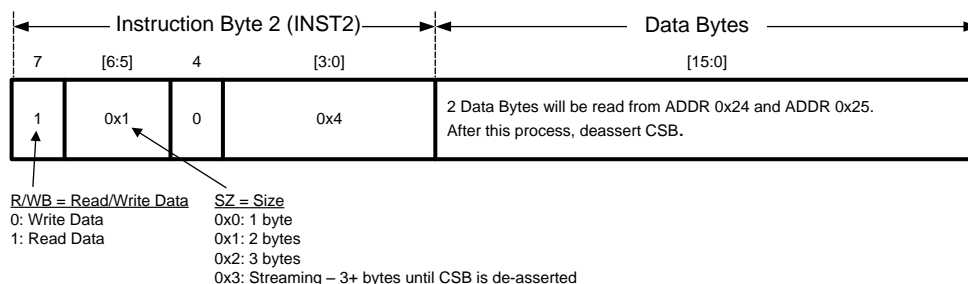 Instruction Byte 2 (INST2)
Data Bytes
7 [6:5] 4 [3:0] [15:0]
1 0x1 0 0x4
2 Data Bytes will be read from ADDR 0x24 and ADDR 0x25.
After this process, deassert CSB.
R/WB = Read/Write Data
0: Write Data
1: Read Data
SZ = Size
0x0: 1 byte
0x1: 2 bytes
0x2: 3 bytes
0x3: Streaming – 3+ bytes until CSB is de-asserted